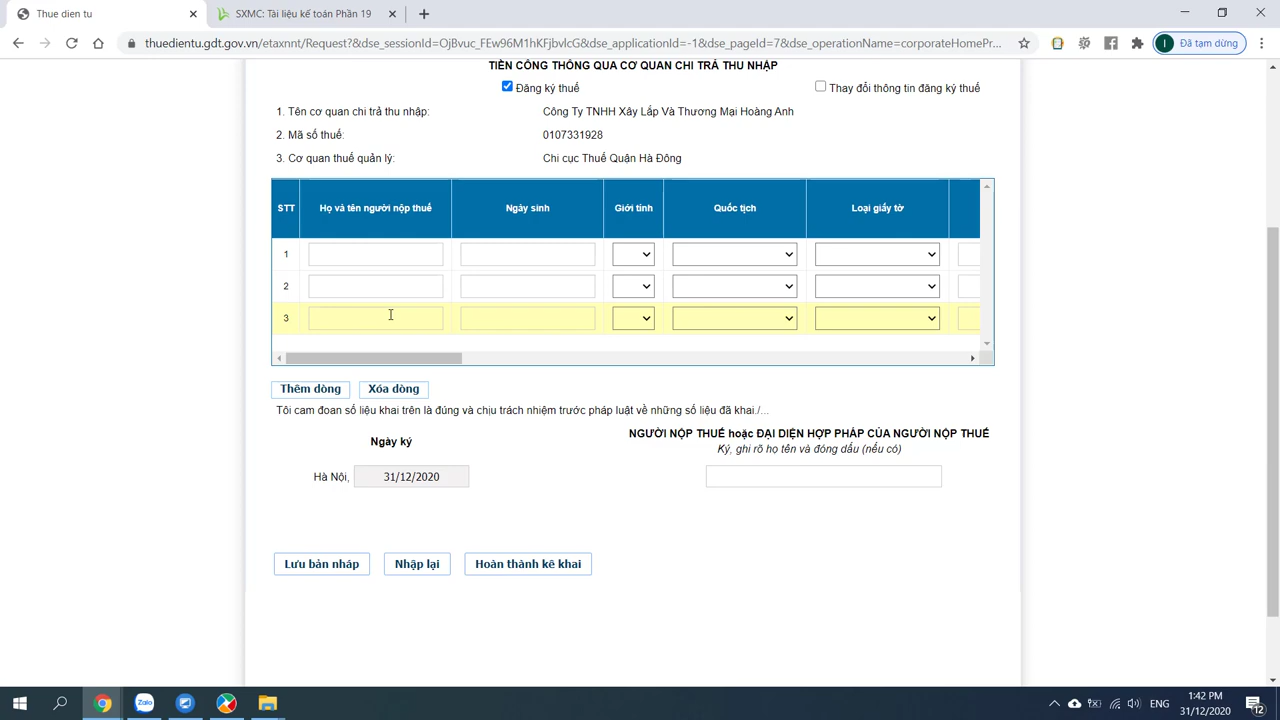 Thue dien tu
SXMC: Tài liệu kế toán Phần 19
thuedientu.gdt.gov.vn/etaxnnt/Request?&dse_sessionId=OjBvUt_FEw96M1hKFjbvlcG&dse_applicationId=-1&dse_pageId=7&dse_operationName=corporateHomePr...
Đã tạm dừng
TIỀN CÔNG THÔNG QUA CƠ QUAN CHI TRẢ THU NHẬP
Đăng ký thuế Thay đổi thông tin đăng ký thuế
1. Tên cơ quan chi trả thu nhập: Công Ty TNHH Xây Lắp Và Thương Mại Hoàng Anh
2. Mã số thuế: 0107331928
3. Cơ quan thuế quản lý: Chi cục Thuế Quận Hà Đông
STT Họ và tên người nộp thuế Ngày sinh Giới tính Quốc tịch Loại giấy tờ
1
2
3
Thêm dòng Xóa dòng
Tôi cam đoan số liệu khai trên là đúng và chịu trách nhiệm trước pháp luật về những số liệu đã khai./...
NGƯỜI NỘP THUẾ hoặc ĐẠI DIỆN HỢP PHÁP CỦA NGƯỜI NỘP THUẾ
Ngày ký
Ký, ghi rõ họ tên và đóng dấu (nếu có)
Hà Nội, 31/12/2020
Lưu bản nháp Nhập lại Hoàn thành kê khai
Zalo
ENG
1:42 PM
31/12/2020
12